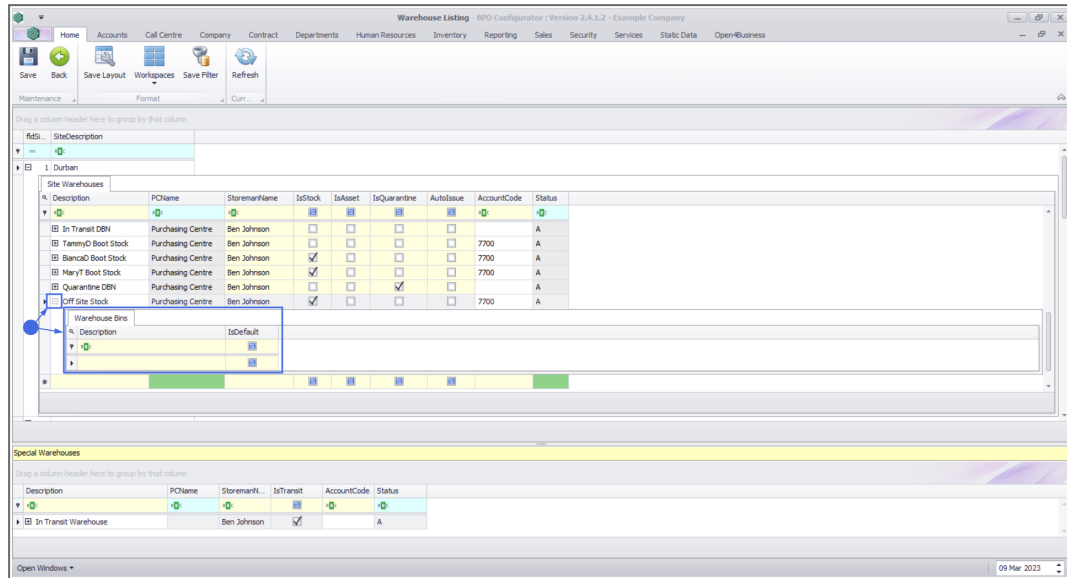 Warehouse Listing - BPO Configurator : Version 2.4.1.2 - Example Company
Home Accounts Call Centre Company Contract Departments Human Resources Inventory Reporting Sales Security Services Static Data Open4Business
Save Back Save Layout Workspaces Save Filter Refresh
Maintenance Format Curr...
Drag a column header here to group by that column
fldSi... SiteDescription
1 Durban
Site Warehouses
Description PCName StoremanName IsStock IsAsset IsQuarantine AutoIssue AccountCode Status
In Transit DBN Purchasing Centre Ben Johnson A
TammyD Boot Stock Purchasing Centre Ben Johnson 7700 A
BiancaD Boot Stock Purchasing Centre Ben Johnson 7700 A
MaryT Boot Stock Purchasing Centre Ben Johnson 7700 A
Quarantine DBN Purchasing Centre Ben Johnson A
Off Site Stock Purchasing Centre Ben Johnson 7700 A
Warehouse Bins
Description IsDefault
Special Warehouses
Drag a column header here to group by that column
Description PCName StoremanN... IsTransit AccountCode Status
In Transit Warehouse Ben Johnson A
Open Windows 09 Mar 2023